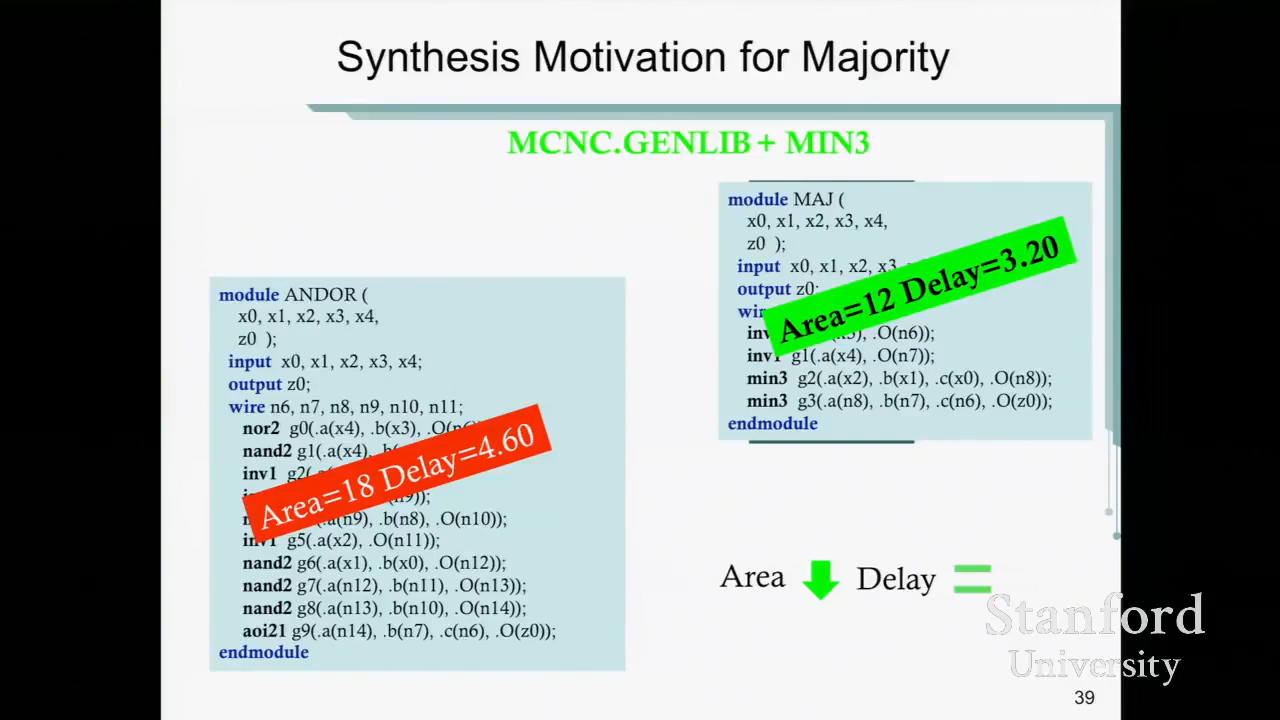 Synthesis Motivation for Majority
MCNC.GENLIB + MIN3
module ANDOR (
x0, x1, x2, x3, x4,
z0 );
input x0, x1, x2, x3, x4;
output z0;
wire n6, n7, n8, n9, n10, n11;
nor2 g0(.a(x4), .b(x3),
nand2 g1(.a(x4),
inv1
Area=18 Delay=4.60
.b(n8), .O(n10));
g5(.a(x2), .O(n11));
nand2 g6(.a(x1), .b(x0), .O(n12));
nand2 g7(.a(n12), .b(n11), .O(n13));
nand2 g8(.a(n13), .b(n10), .O(n14));
aoi21 g9(.a(n14), .b(n7), .c(n6), .O(z0));
endmodule
module MAJ (
x0, x1, x2, x3, x4,
z0 );
input x0, x1, x2, x3,
output z0;
Area=12 Delay=3.20
.O(n6));
inv1 g1(.a(x4), .O(n7));
min3 g2(.a(x2), .b(x1), .c(x0), .O(n8));
min3 g3(.a(n8), .b(n7), .c(n6), .O(z0));
endmodule
Area Delay =
Stanford
University
39